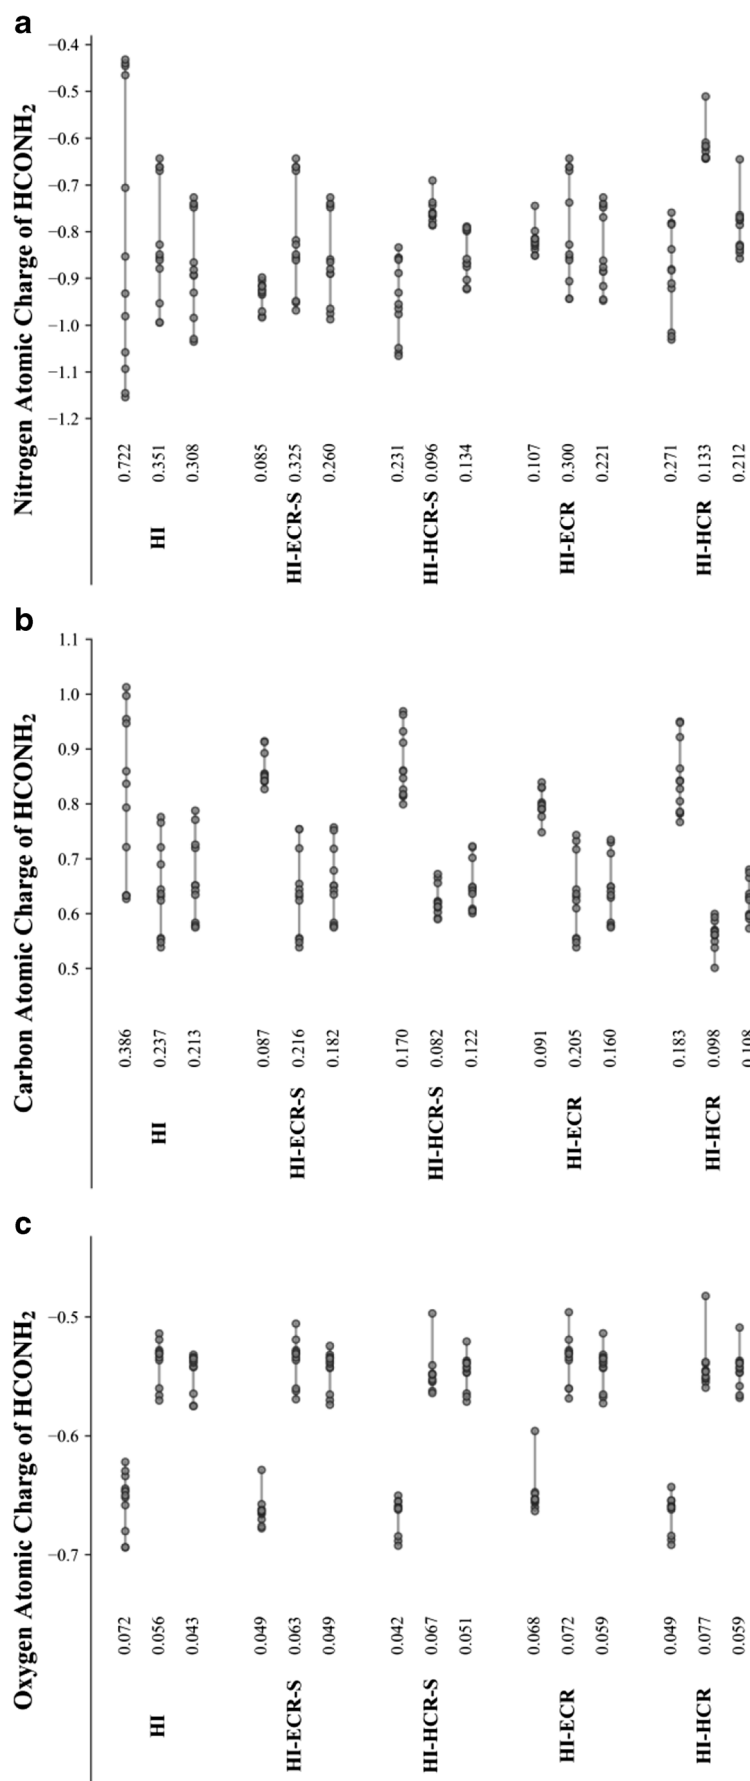 a
Nitrogen Atomic Charge of HCONH2
−0.4
−0.5
−0.6
−0.7
−0.8
−0.9
−1.0
−1.1
−1.2
0.722 0.351 0.308 0.085 0.325 0.260 0.231 0.096 0.134 0.107 0.300 0.221 0.271 0.133 0.212
HI HI-ECR-S HI-HCR-S HI-ECR HI-HCR
b
Carbon Atomic Charge of HCONH2
1.1
1.0
0.9
0.8
0.7
0.6
0.5
0.386 0.237 0.213 0.087 0.216 0.182 0.170 0.082 0.122 0.091 0.205 0.160 0.183 0.098 0.108
HI HI-ECR-S HI-HCR-S HI-ECR HI-HCR
c
Oxygen Atomic Charge of HCONH2
−0.5
−0.6
−0.7
0.072 0.056 0.043 0.049 0.063 0.049 0.042 0.067 0.051 0.068 0.072 0.059 0.049 0.077 0.059
HI HI-ECR-S HI-HCR-S HI-ECR HI-HCR